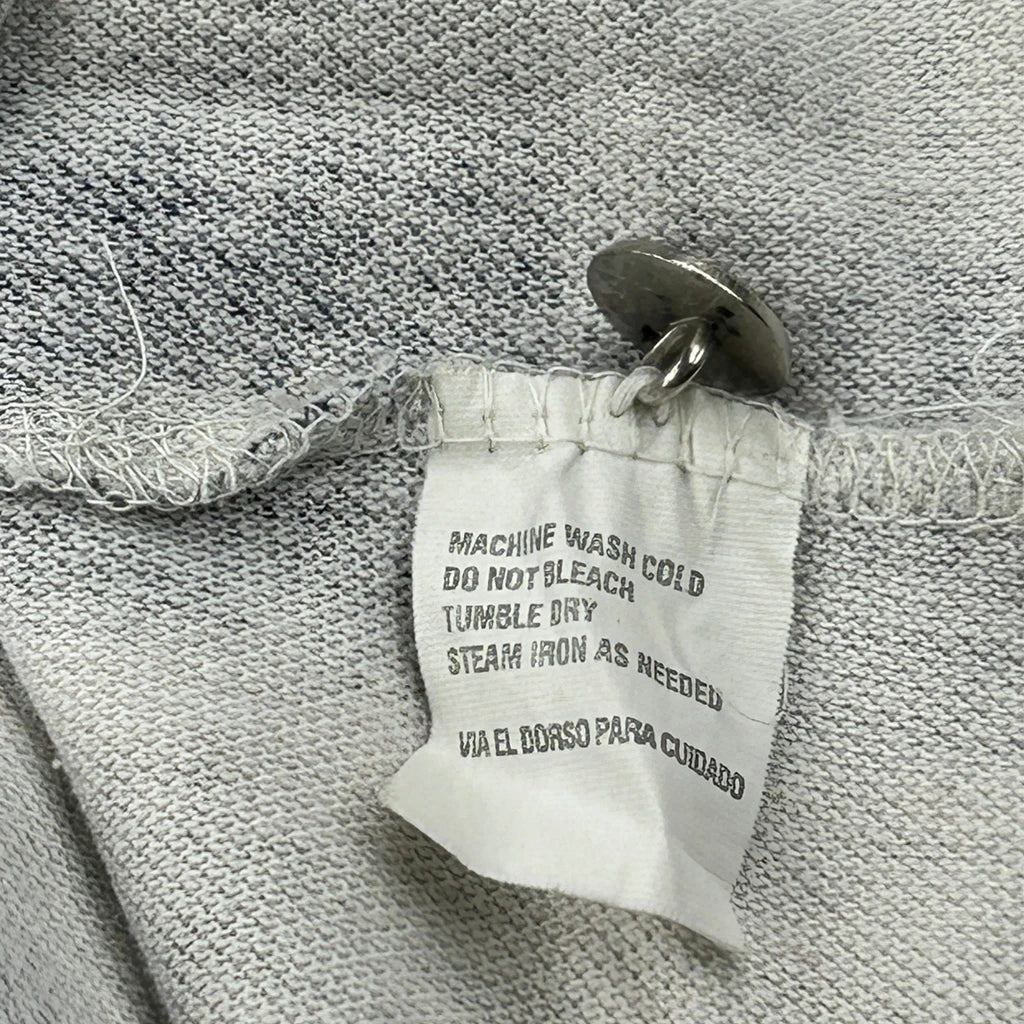 MACHINE WASH COLD
DO NOT BLEACH
TUMBLE DRY
STEAM IRON AS NEEDED
VIA EL DORSO PARA CUIDADO